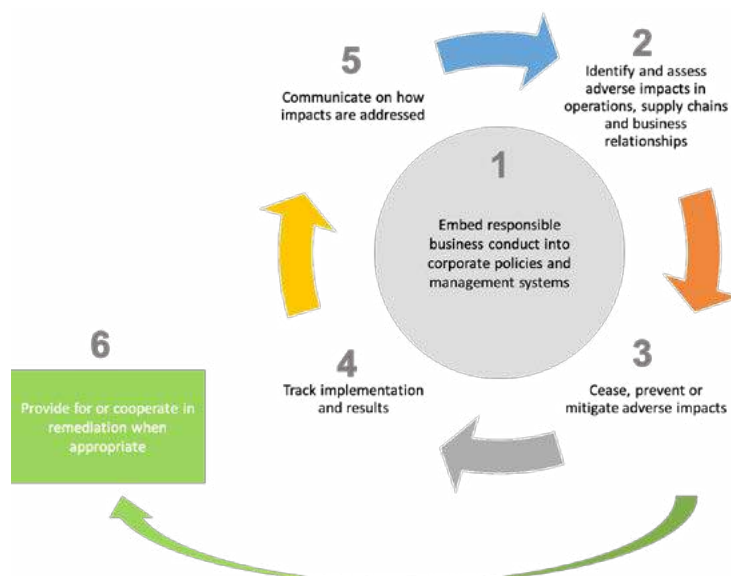 5
Communicate on how
impacts are addressed
2
Identify and assess
adverse impacts in
operations, supply chains
and business
relationships
1
Embed responsible
business conduct into
corporate policies and
management systems
6
Provide for or cooperate in
remediation when
appropriate
4
Track implementation
and results
3
Cease, prevent or
mitigate adverse impacts